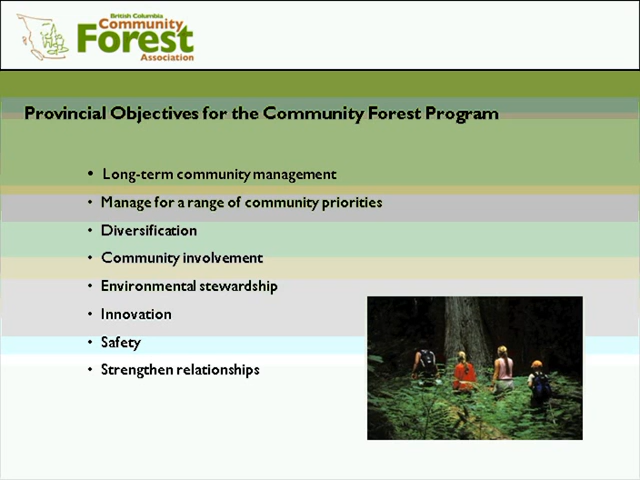 British Columbia
Community
Forest
Association
Provincial Objectives for the Community Forest Program
• Long-term community management
• Manage for a range of community priorities
• Diversification
• Community involvement
• Environmental stewardship
• Innovation
• Safety
• Strengthen relationships